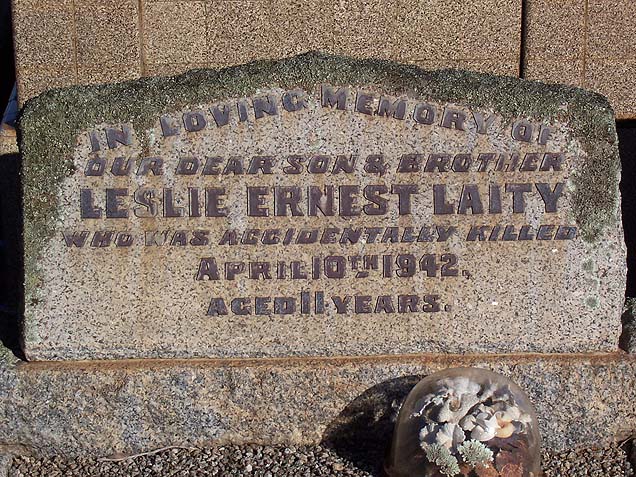 IN LOVING MEMORY OF
OUR DEAR SON & BROTHER
LESLIE ERNEST LAITY
WHO WAS ACCIDENTALLY KILLED
APRIL 10TH 1942.
AGED 11 YEARS.